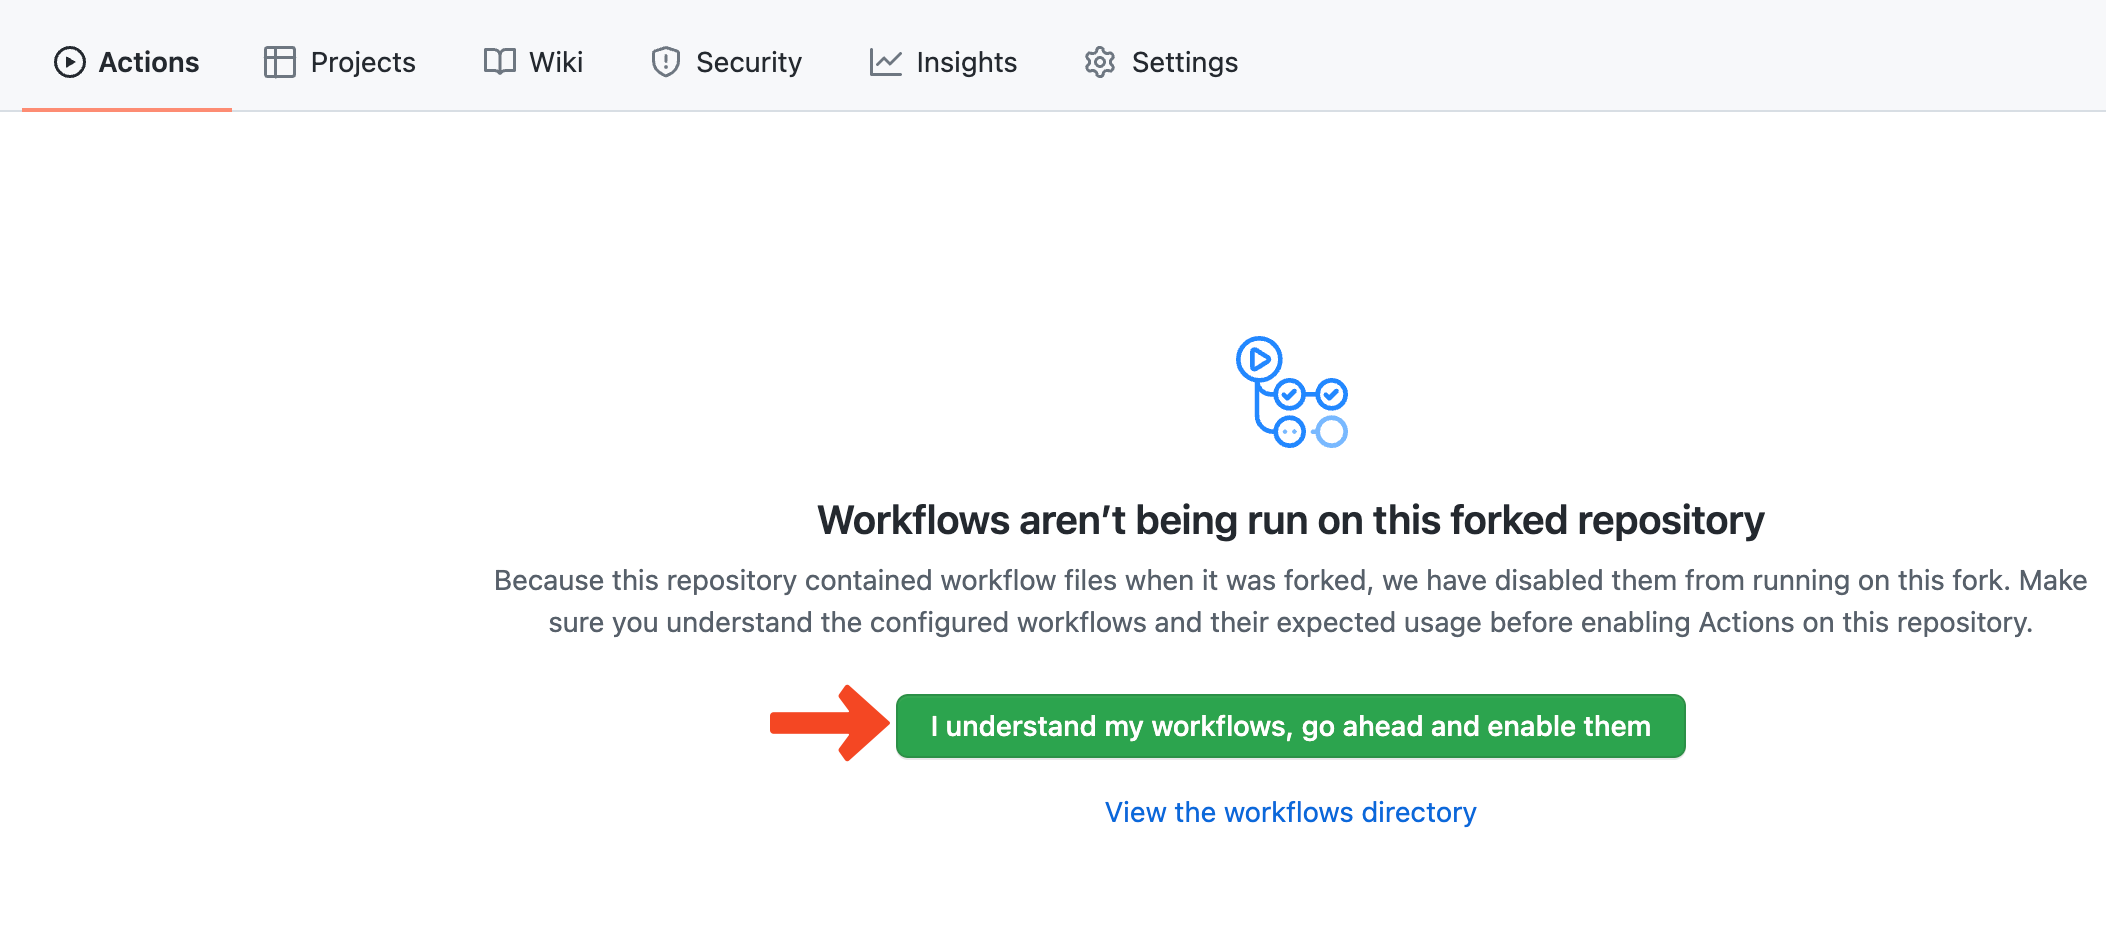 Actions Projects Wiki Security Insights Settings
Workflows aren’t being run on this forked repository
Because this repository contained workflow files when it was forked, we have disabled them from running on this fork. Make
sure you understand the configured workflows and their expected usage before enabling Actions on this repository.
I understand my workflows, go ahead and enable them
View the workflows directory